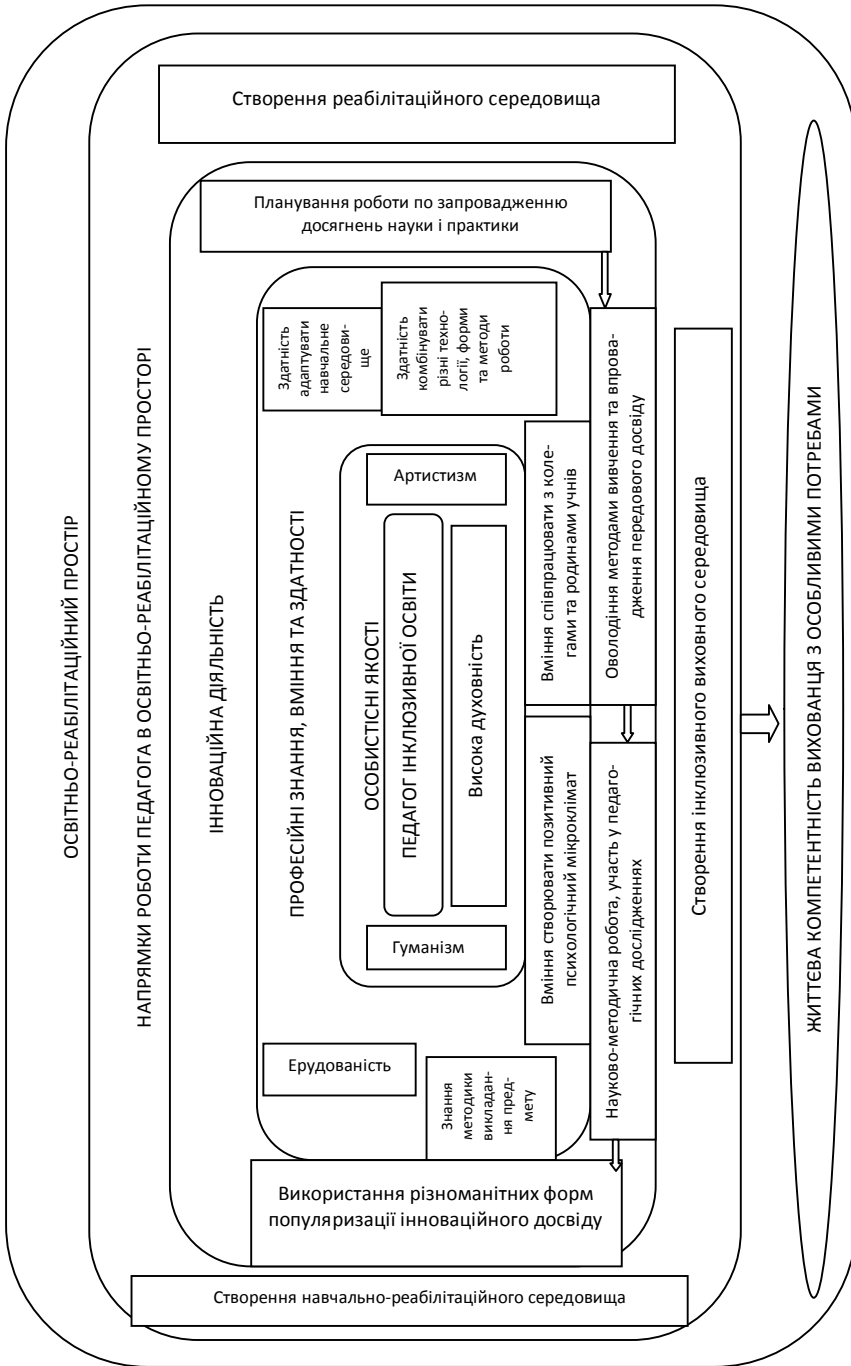 ОСВІТНЬО-РЕАБІЛІТАЦІЙНИЙ ПРОСТІР
НАПРЯМКИ РОБОТИ ПЕДАГОГА В ОСВІТНЬО-РЕАБІЛІТАЦІЙНОМУ ПРОСТОРІ
Створення реабілітаційного середовища
ІННОВАЦІЙНА ДІЯЛЬНІСТЬ
Планування роботи по запровадженню
досягнень науки і практики
ПРОФЕСІЙНІ ЗНАННЯ, ВМІННЯ ТА ЗДАТНОСТІ
Здатність
адаптувати
навчальне
середови-
ще
Здатність
комбінувати
різні техно-
логії, форми
та методи
роботи
ОСОБИСТІСНІ ЯКОСТІ
Артистизм
ПЕДАГОГ ІНКЛЮЗИВНОЇ ОСВІТИ
Висока духовність
Гуманізм
Ерудованість
Знання
методики
викладан-
ня пред-
мету
Вміння створювати позитивний
психологічний мікроклімат
Вміння співпрацювати з коле-
гами та родинами учнів
Оволодіння методами вивчення та впрова-
дження передового досвіду
Науково-методична робота, участь у педаго-
гічних дослідженнях
Використання різноманітних форм
популяризації інноваційного досвіду
Створення інклюзивного виховного середовища
Створення навчально-реабілітаційного середовища
ЖИТТЄВА КОМПЕТЕНТНІСТЬ ВИХОВАНЦЯ З ОСОБЛИВИМИ ПОТРЕБАМИ